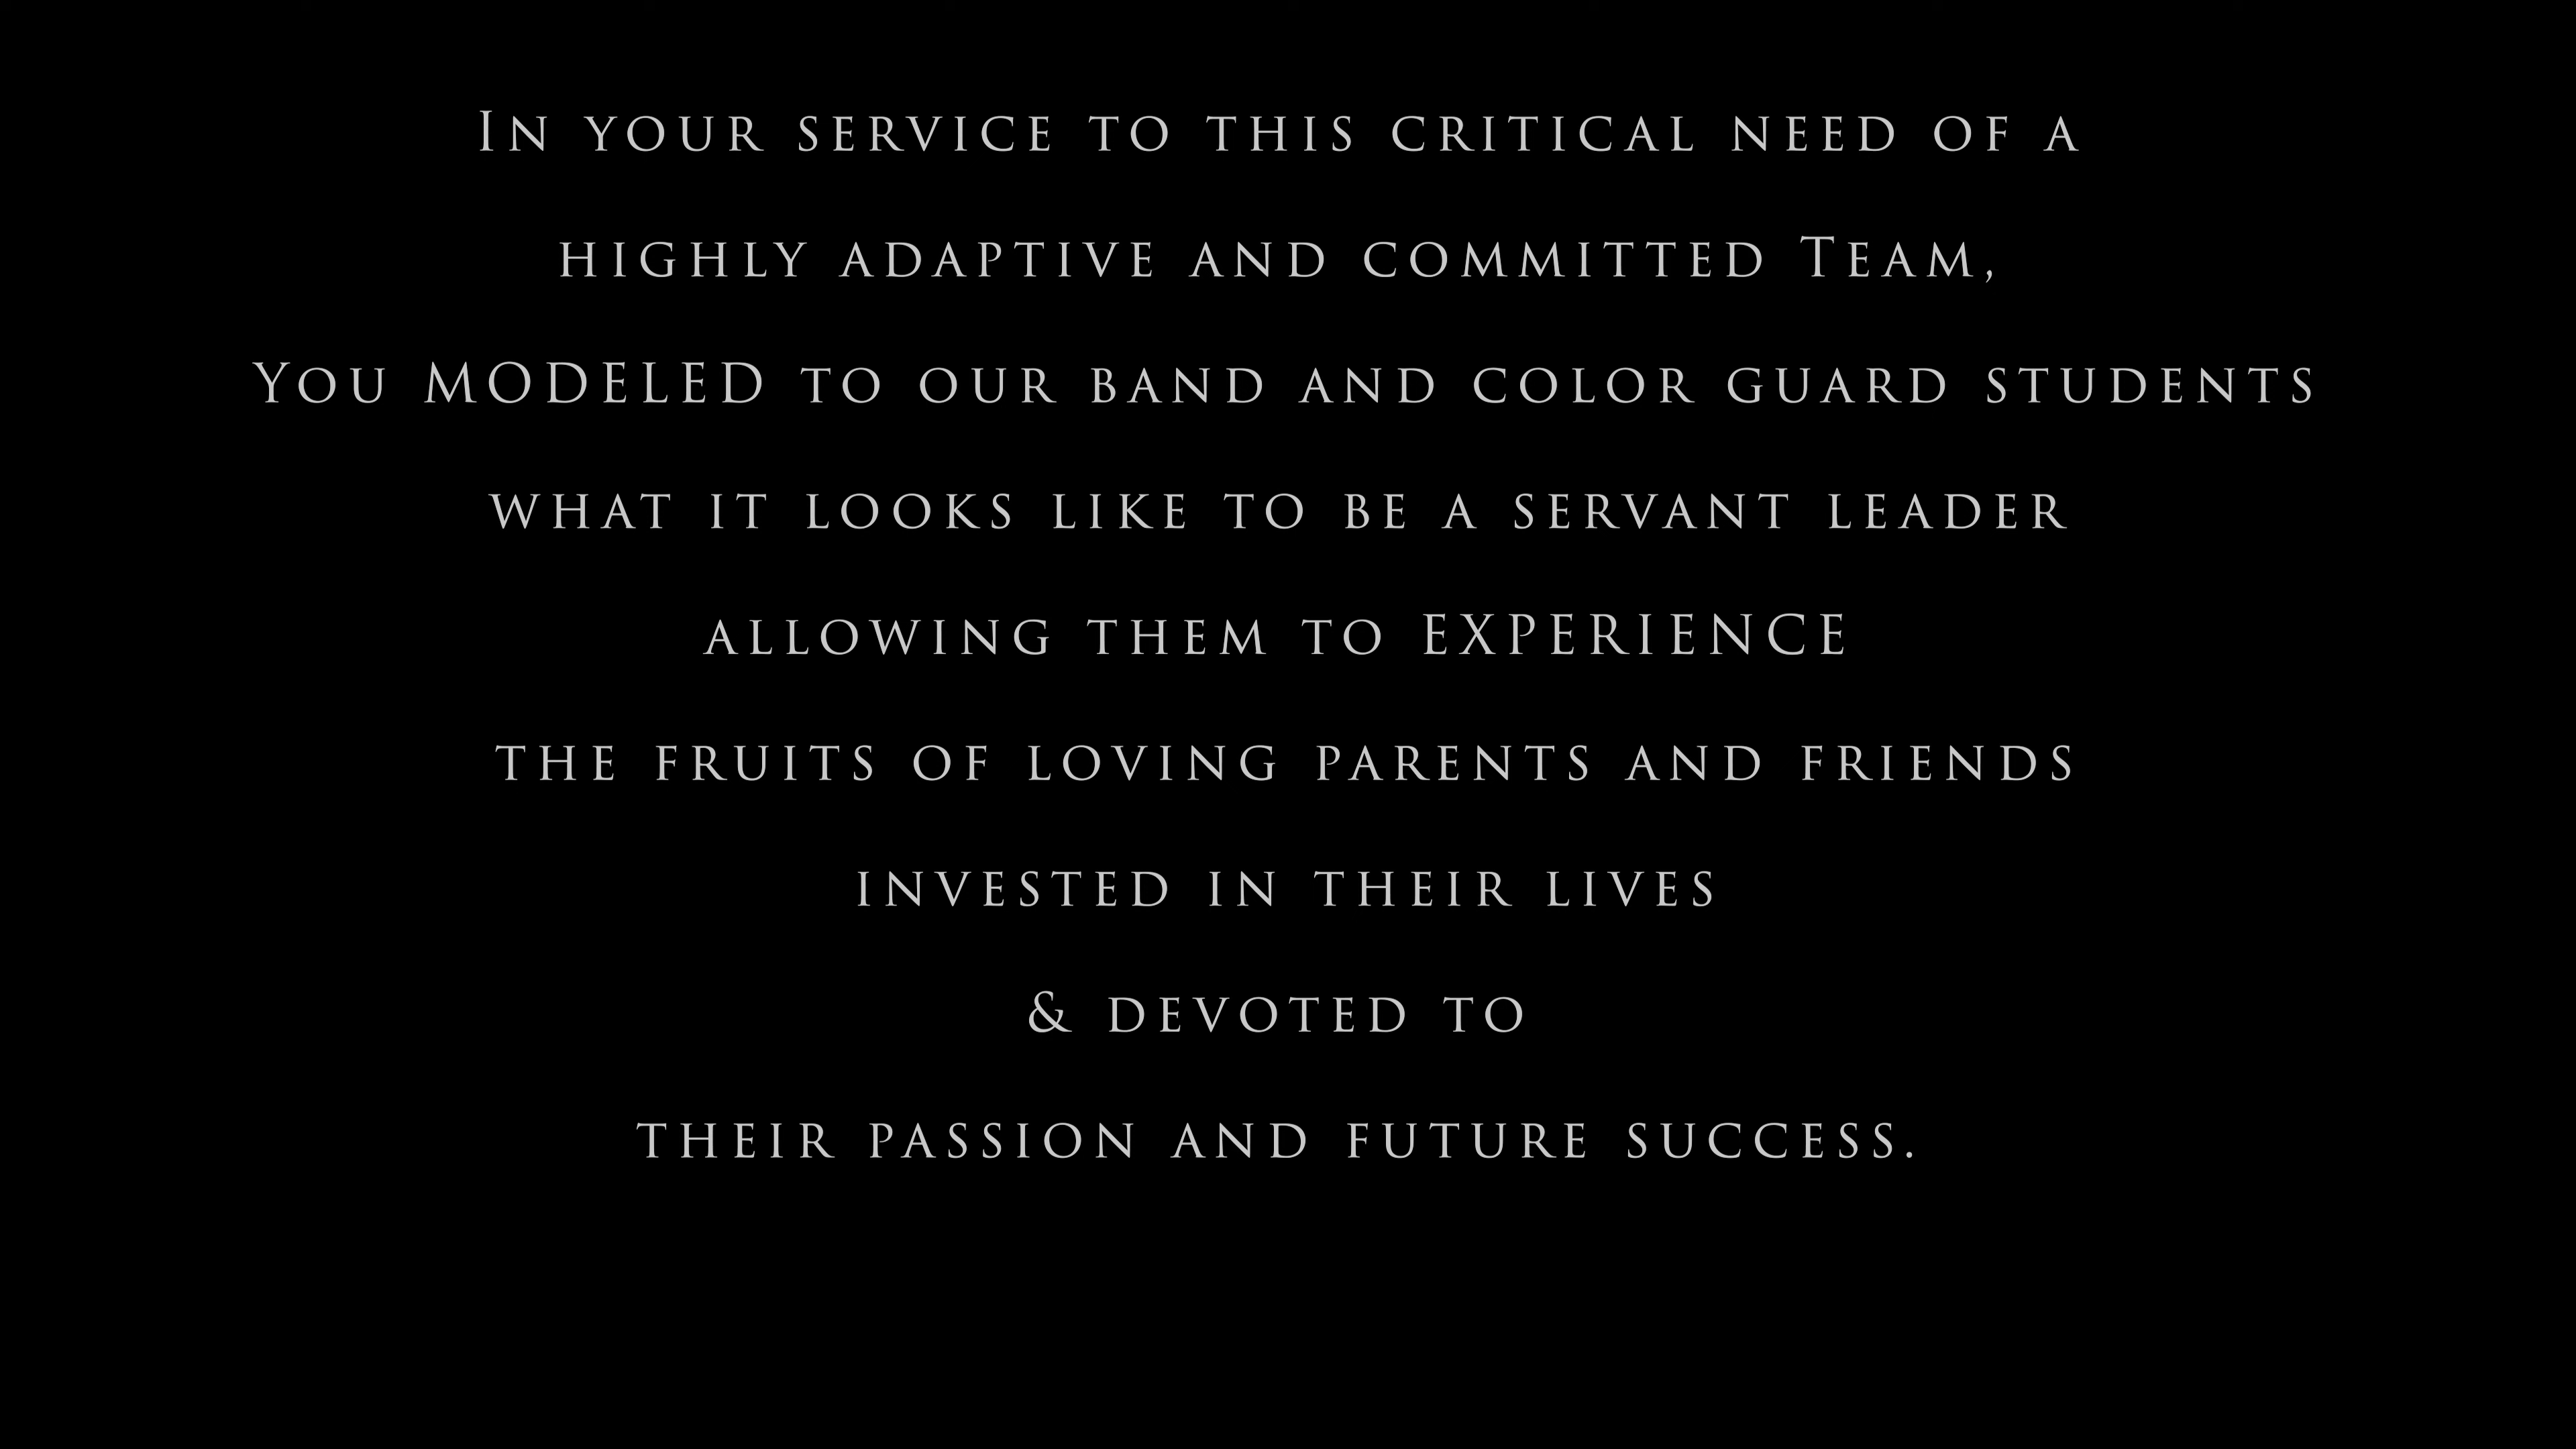 In your service to this critical need of a
highly adaptive and committed Team,
You MODELED to our band and color guard students
what it looks like to be a servant leader
allowing them to EXPERIENCE
the fruits of loving parents and friends
invested in their lives
& devoted to
their passion and future success.